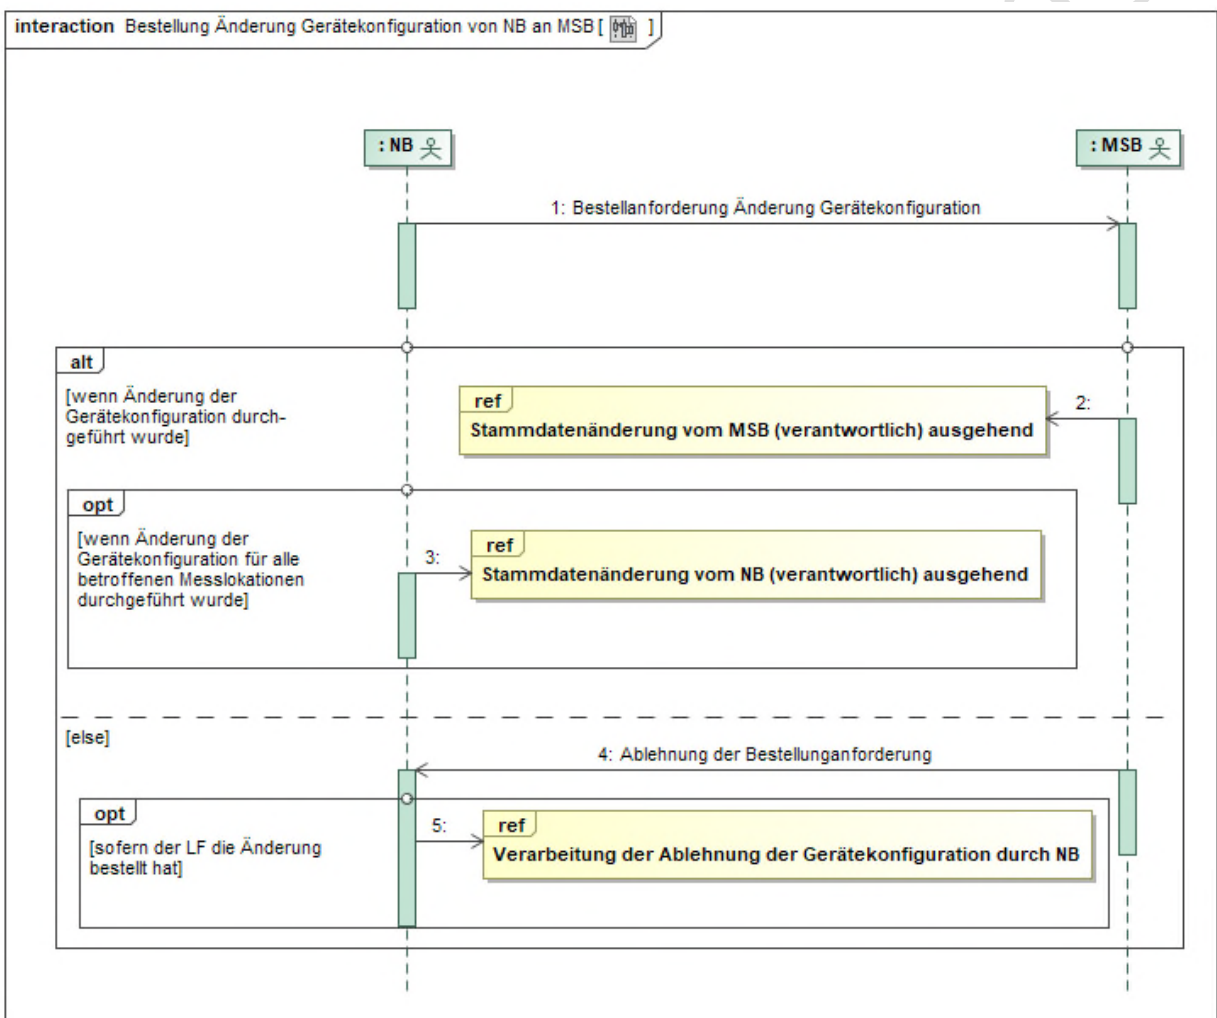 interaction Bestellung Änderung Gerätekonfiguration von NB an MSB [ ]
: NB
: MSB
1: Bestellanforderung Änderung Gerätekonfiguration
alt
[wenn Änderung der
Gerätekonfiguration durch-
geführt wurde]
ref
Stammdatenänderung vom MSB (verantwortlich) ausgehend
2:
opt
[wenn Änderung der
Gerätekonfiguration für alle
betroffenen Messlokationen
durchgeführt wurde]
3:
ref
Stammdatenänderung vom NB (verantwortlich) ausgehend
[else]
4: Ablehnung der Bestellunganforderung
opt
[sofern der LF die Änderung
bestellt hat]
5:
ref
Verarbeitung der Ablehnung der Gerätekonfiguration durch NB